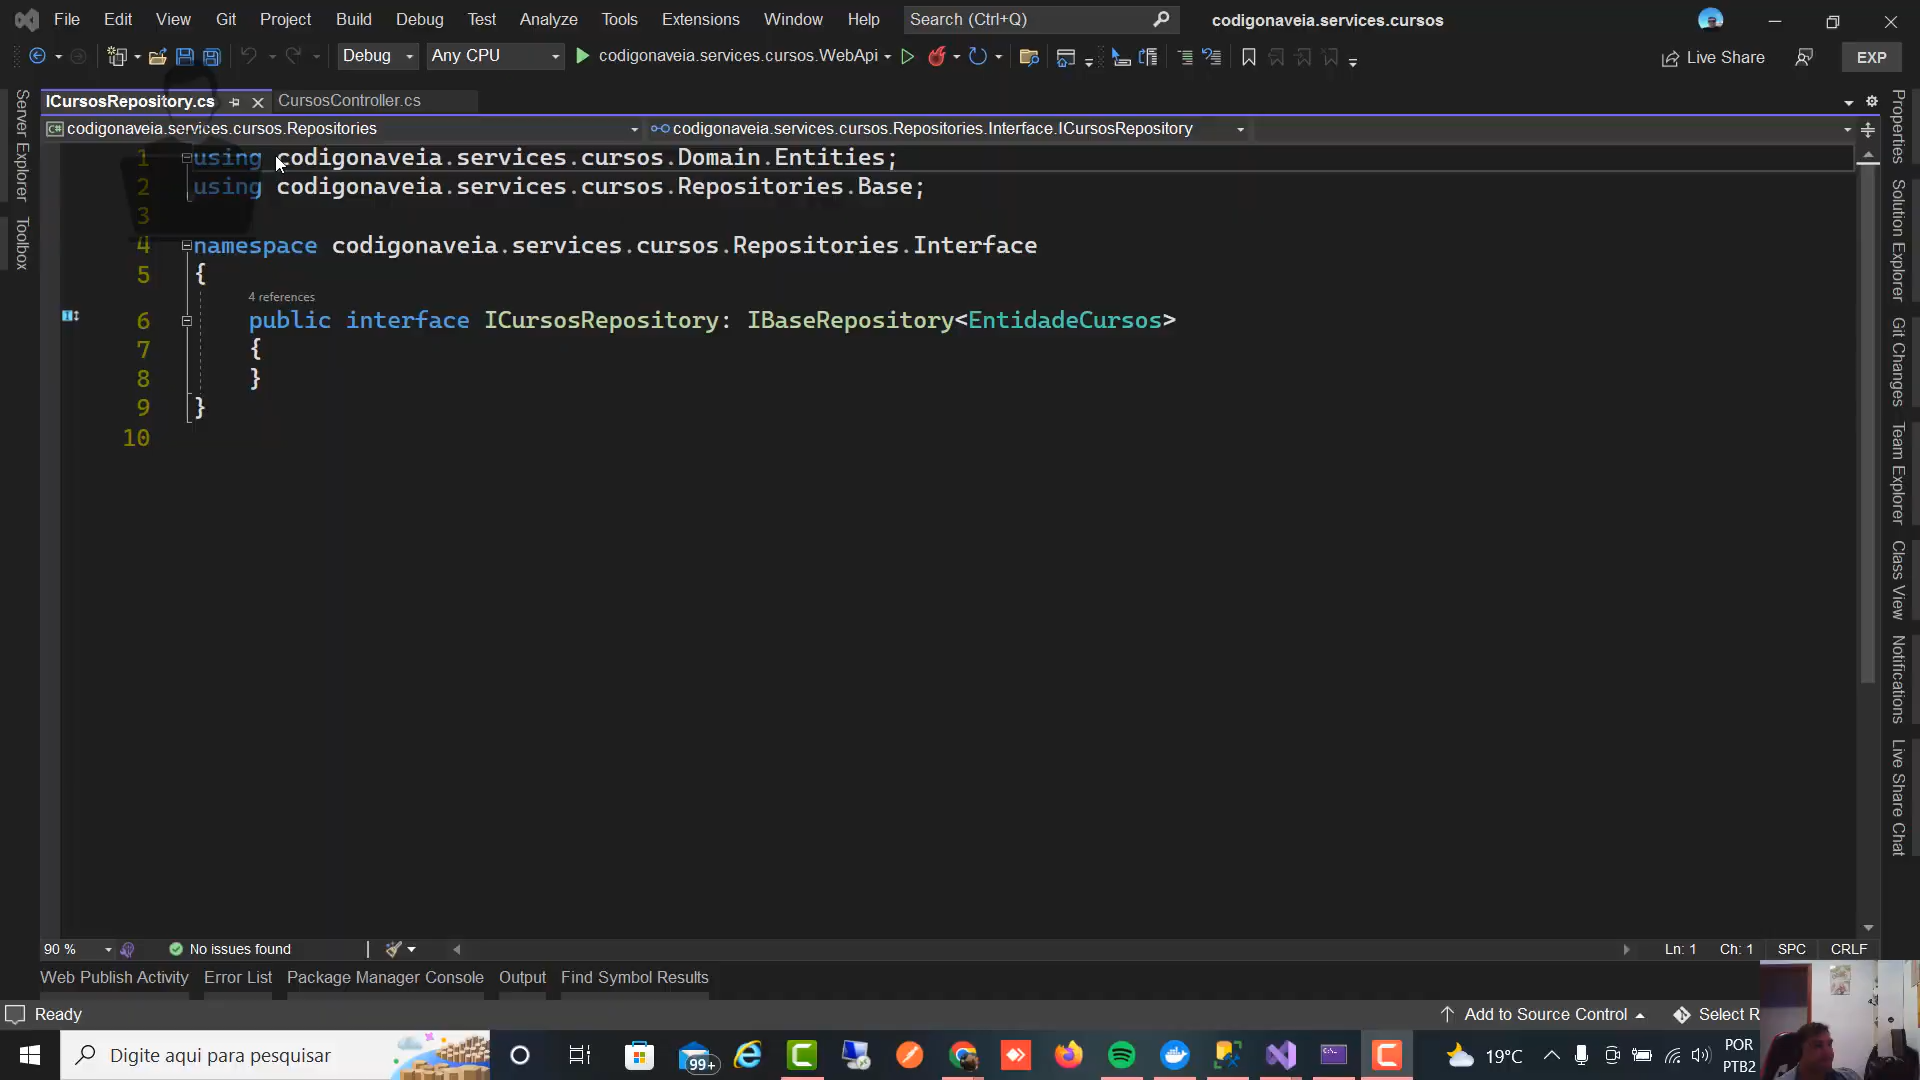 File Edit View Git Project Build Debug Test Analyze Tools Extensions Window Help Search (Ctrl+Q) codigonaveia.services.cursos
Debug Any CPU codigonaveia.services.cursos.WebApi Live Share EXP
ICursosRepository.cs CursosController.cs
codigonaveia.services.cursos.Repositories codigonaveia.services.cursos.Repositories.Interface.ICursosRepository
1 using codigonaveia.services.cursos.Domain.Entities;
2 using codigonaveia.services.cursos.Repositories.Base;
3
4 namespace codigonaveia.services.cursos.Repositories.Interface
5 {
4 references
6 public interface ICursosRepository: IBaseRepository<EntidadeCursos>
7 {
8 }
9 }
10
Server Explorer
Toolbox
Properties
Solution Explorer
Git Changes
Team Explorer
Class View
Notifications
Live Share Chat
90 % No issues found Ln: 1 Ch: 1 SPC CRLF
Web Publish Activity Error List Package Manager Console Output Find Symbol Results
Ready Add to Source Control Select R
Digite aqui para pesquisar 99+ 19°C POR
PTB2